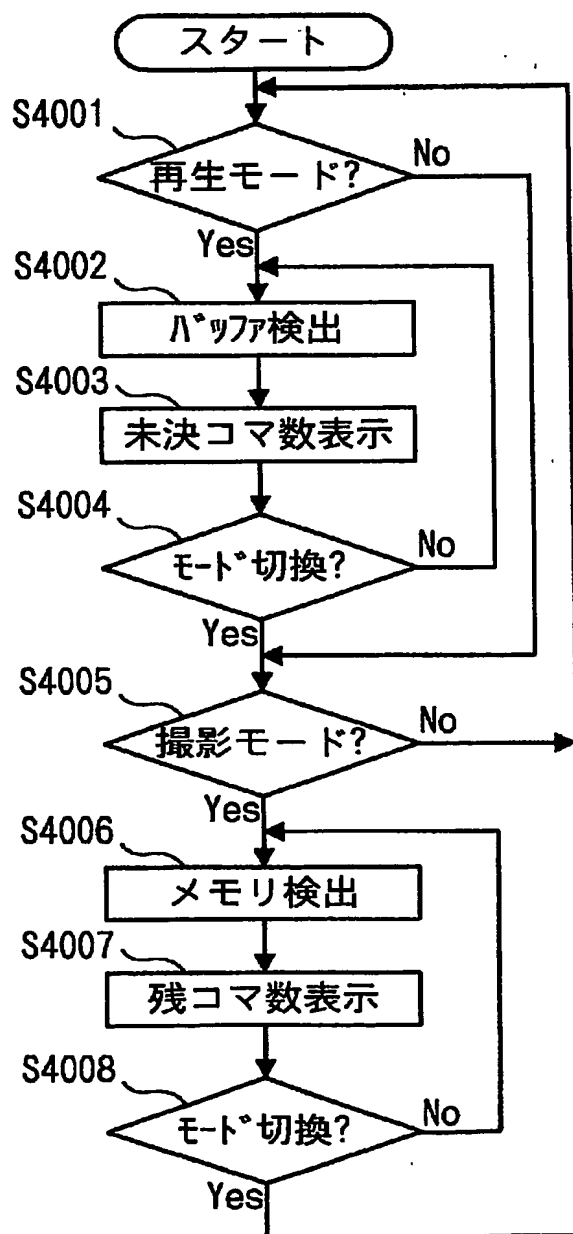 スタート
S4001
再生モード?
No
Yes
S4002
バッファ検出
S4003
未決コマ数表示
S4004
モード切換?
No
Yes
S4005
撮影モード?
No
Yes
S4006
メモリ検出
S4007
残コマ数表示
S4008
モード切換?
No
Yes